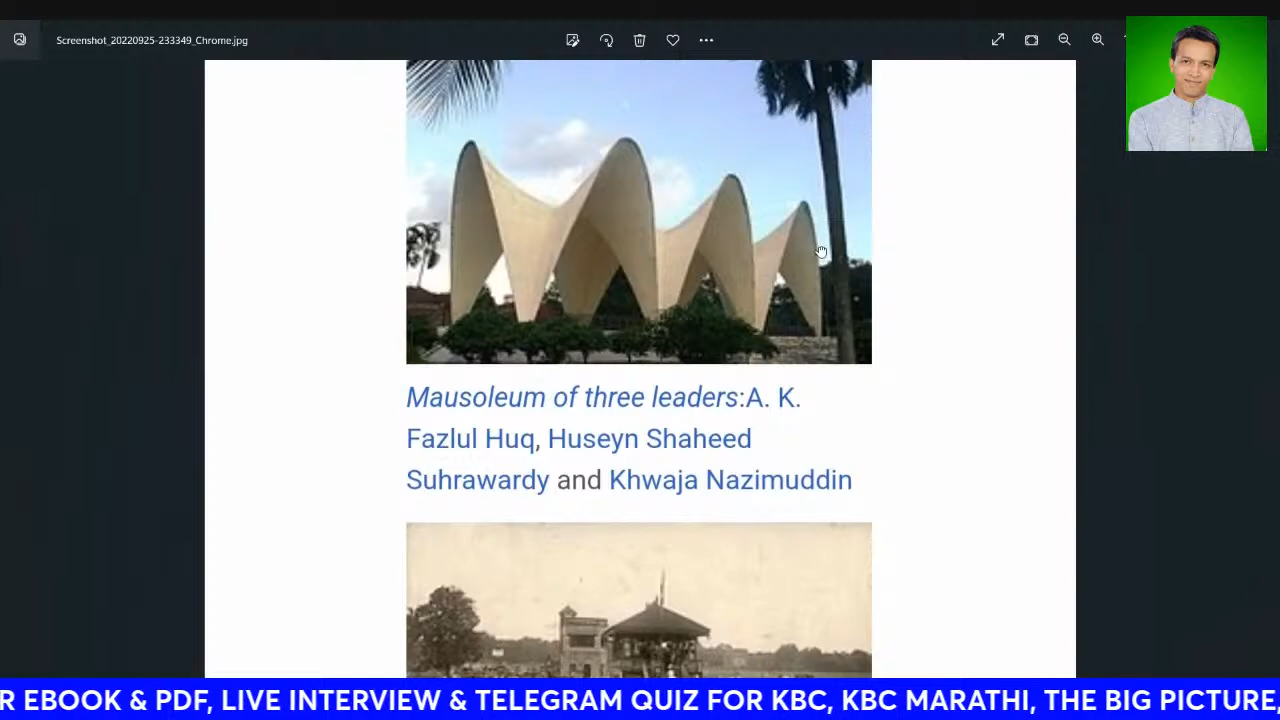 Screenshot_20220925-233349_Chrome.jpg
Mausoleum of three leaders:A. K.
Fazlul Huq, Huseyn Shaheed
Suhrawardy and Khwaja Nazimuddin
R EBOOK & PDF, LIVE INTERVIEW & TELEGRAM QUIZ FOR KBC, KBC MARATHI, THE BIG PICTURE,